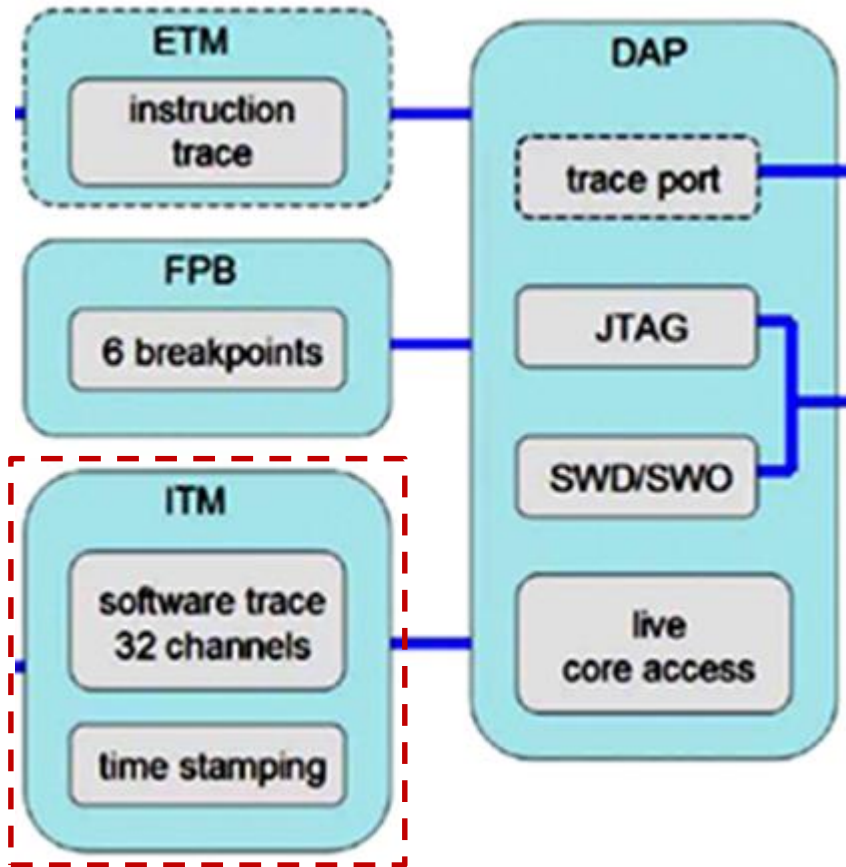 ETM
instruction
trace
FPB
6 breakpoints
ITM
software trace
32 channels
time stamping
DAP
trace port
JTAG
SWD/SWO
live
core access